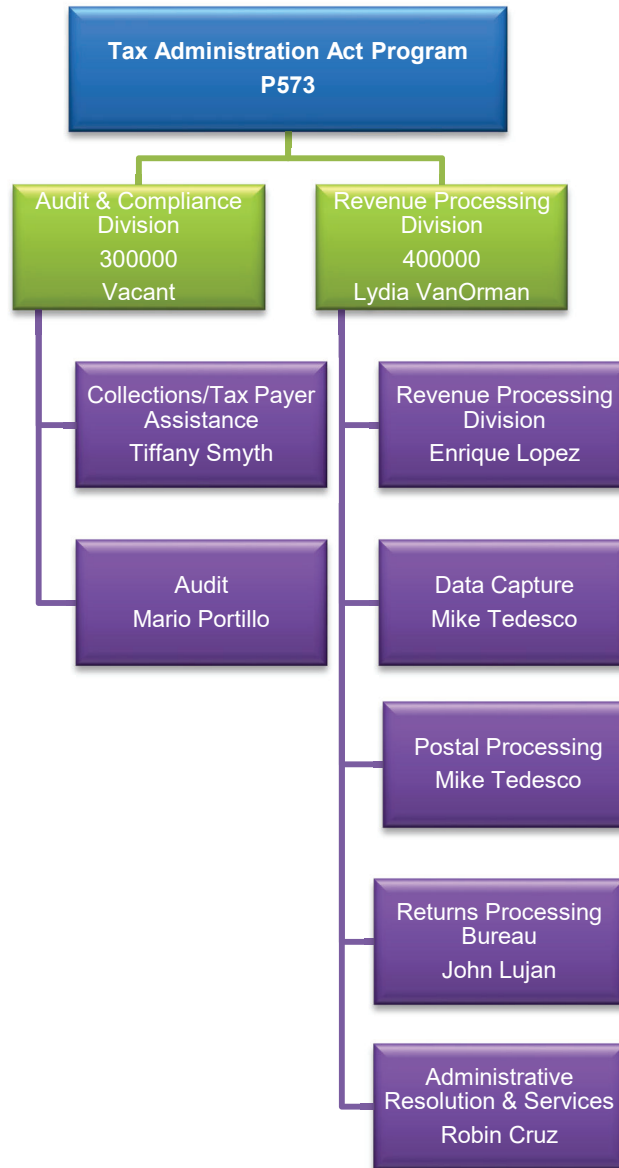 Tax Administration Act Program
P573
Audit & Compliance
Division
300000
Vacant
Collections/Tax Payer
Assistance
Tiffany Smyth
Audit
Mario Portillo
Revenue Processing
Division
400000
Lydia VanOrman
Revenue Processing
Division
Enrique Lopez
Data Capture
Mike Tedesco
Postal Processing
Mike Tedesco
Returns Processing
Bureau
John Lujan
Administrative
Resolution & Services
Robin Cruz